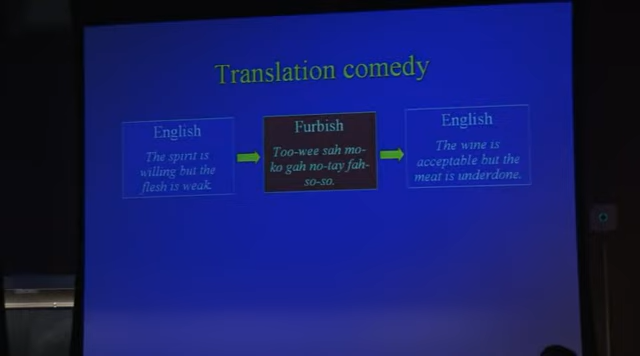 Translation comedy
English
The spirit is
willing but the
flesh is weak.
Furbish
Too-wee sah mo-
ko gah no-tay fah-
so-so.
English
The wine is
acceptable but the
meat is underdone.